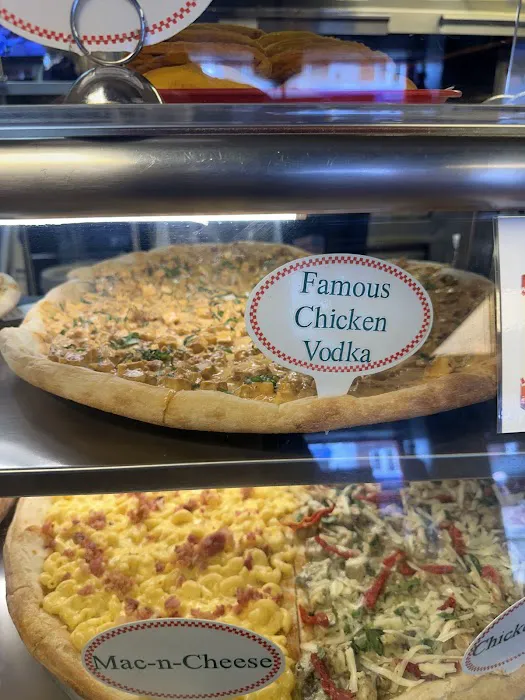 Famous
Chicken
Vodka
Mac-n-Cheese